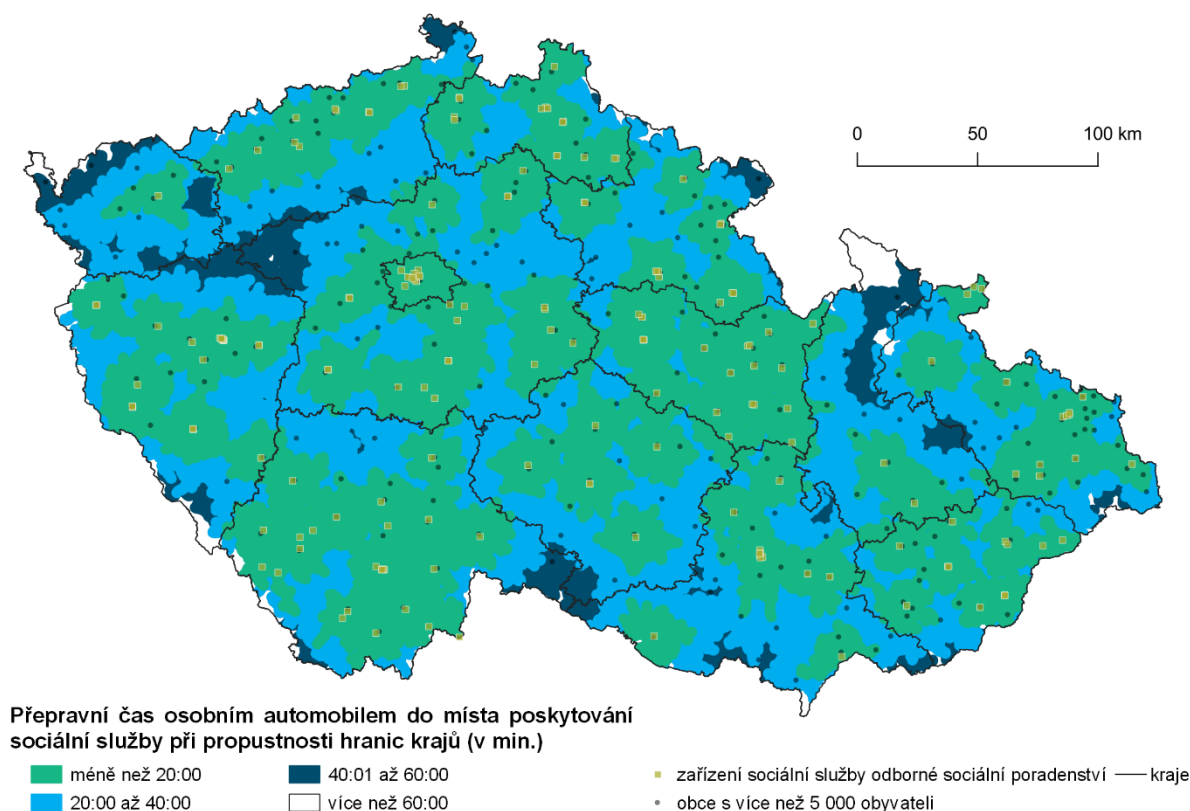 0 50 100 km
Přepravní čas osobním automobilem do místa poskytování
sociální služby při propustnosti hranic krajů (v min.)
méně než 20:00
20:00 až 40:00
40:01 až 60:00
více než 60:00
zařízení sociální služby odborné sociální poradenství
kraje
obce s více než 5 000 obyvateli